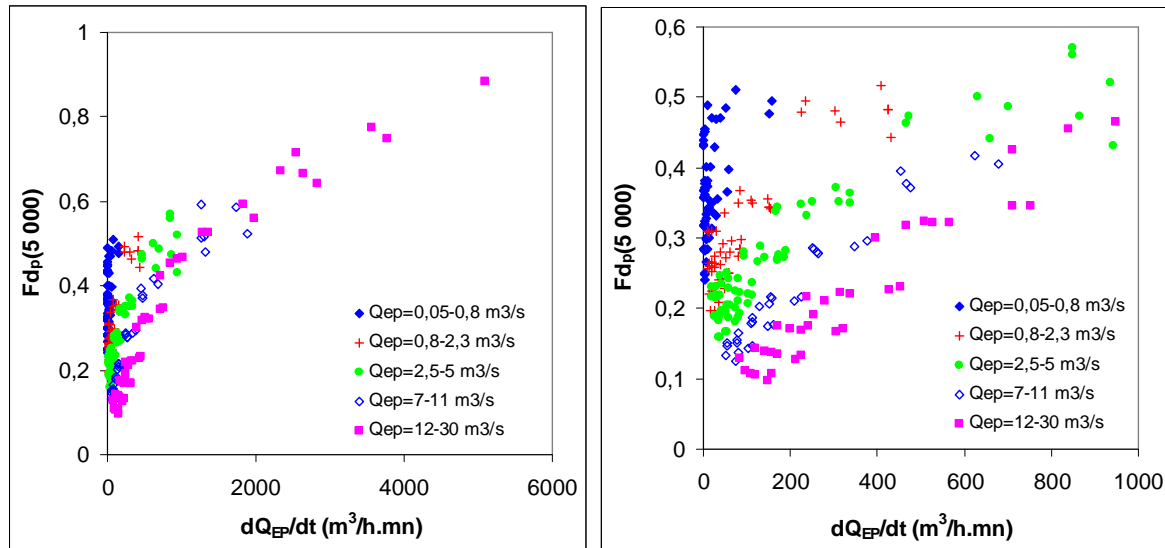 1
0,8
0,6
0,4
0,2
0
0
2000
4000
6000
Fdp(5 000)
dQEP/dt (m³/h.mn)
Qep=0,05-0,8 m3/s
Qep=0,8-2,3 m3/s
Qep=2,5-5 m3/s
Qep=7-11 m3/s
Qep=12-30 m3/s
0,6
0,5
0,4
0,3
0,2
0,1
0
0
200
400
600
800
1000
Fdp(5 000)
dQEP/dt (m³/h.mn)
Qep=0,05-0,8 m3/s
Qep=0,8-2,3 m3/s
Qep=2,5-5 m3/s
Qep=7-11 m3/s
Qep=12-30 m3/s